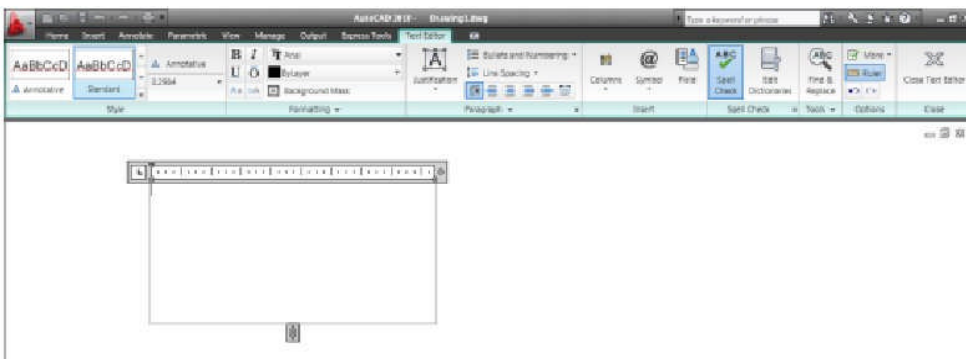 AutoCAD 2010 - Drawing1.dwg Type a keyword or phrase
Home Insert Annotate Parametric View Manage Output Express Tools Text Editor
AaBbCcD AaBbCcD Annotative B I Arial Bullets and Numbering ABC ABC More
U O ByLayer Justification Line Spacing Columns Symbol Field Spell Check Edit Dictionaries Find & Replace Ruler Close Text Editor
Annotative Standard Background Mask
Style Formatting Paragraph Insert Spell Check Tools Options Close